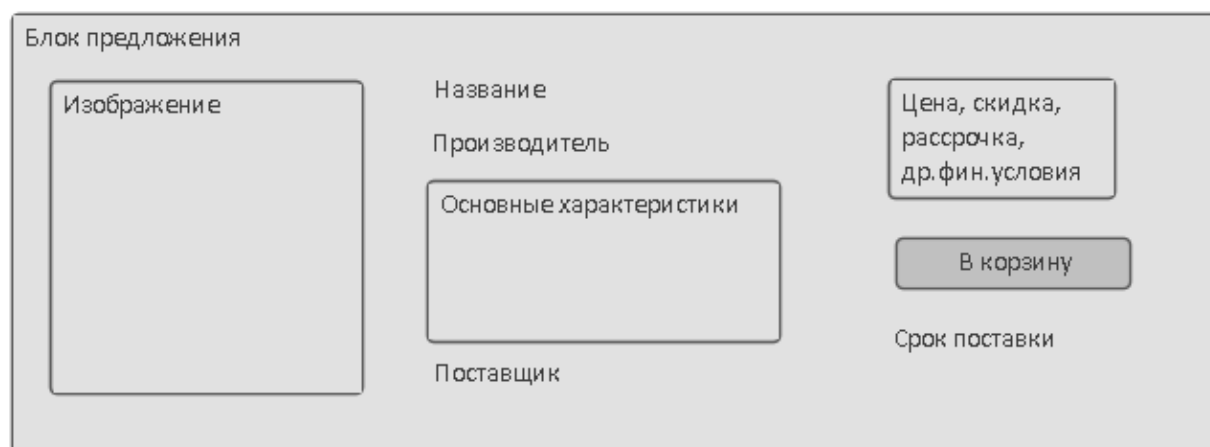 Блок предложения
Изображение
Название
Производитель
Основные характеристики
Поставщик
Цена, скидка,
рассрочка,
др.фин.условия
В корзину
Срок поставки